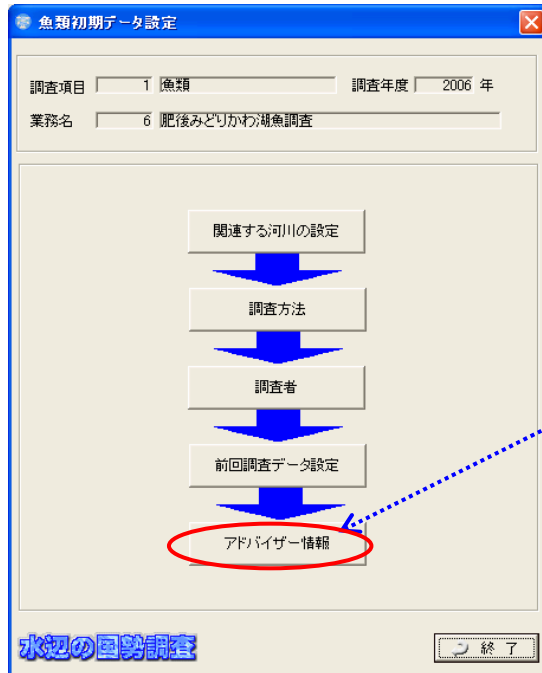 魚類初期データ設定
調査項目 1 魚類 調査年度 2006 年
業務名 6 肥後みどりかわ湖魚調査
関連する河川の設定
調査方法
調査者
前回調査データ設定
アドバイザー情報
水辺の国勢調査
終 了